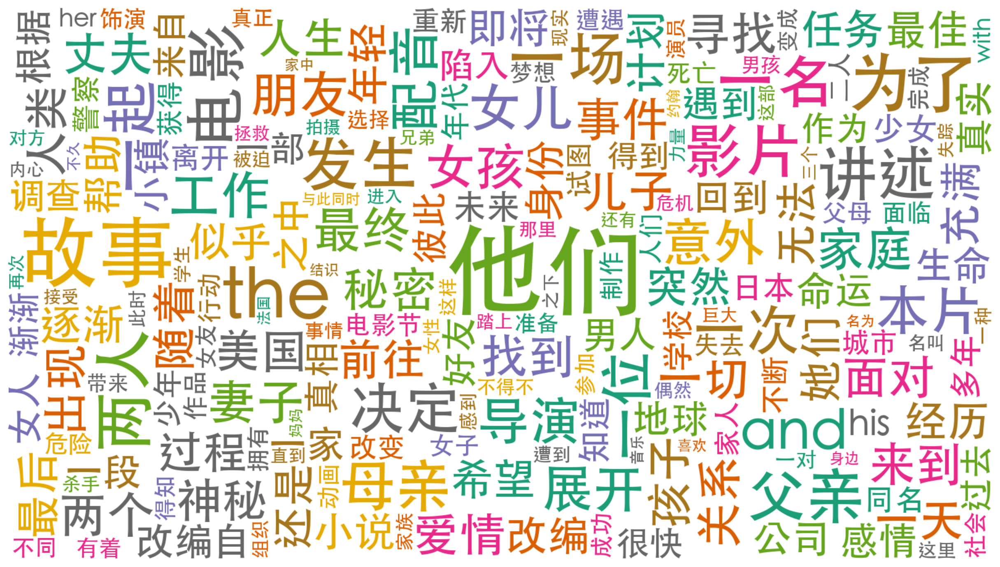 根据
her
饰演
来自
真正
人生
年轻
配音
重新
即将
现实
遭遇
计划
演员
寻找
变成
任务
最佳
with
丈夫
电影
家中
陷入
梦想
一场
死亡
男孩
一名
二人
为了
完成
人类
警察
一起
获得
朋友
选择
年代
女儿
事件
约翰
遇到
这部
真实
对方
不久
内心
帮助
小镇
离开
拯救
被迫
一部
拍摄
兄弟
发生
女孩
身份
试图
得到
力量
影片
作为
少女
失踪
三个
讲述
充满
调查
工作
与此同时
进入
彼此
未来
儿子
危机
回到
无法
父母
面临
故事
似乎
之中
最终
那里
还有
人们
意外
家庭
生命
再次
学生
the
结识
秘密
他们
制作
突然
日本
命运
本片
渐渐
接受
逐渐
此时
随着
行动
法国
这样
之下
电影节
踏上
准备
事情
女性
好友
男人
学校
巨大
一次
名为
一种
出现
两人
女友
美国
真相
前往
找到
参加
一位
失去
她们
城市
名叫
多年
女人
带来
少年
作品
妻子
妈妈
决定
不得不
感到
导演
知道
偶然
一切
不断
面对
危险
过程
拥有
直到
一家
改变
女子
遭到
音乐
地球
喜欢
家人
and
his
经历
最后
一段
杀手
得知
神秘
还是
动画
母亲
希望
展开
孩子
关系
一对
身边
来到
过去
两个
父亲
同名
一天
不同
有着
改编自
组织
小说
家族
爱情
改编
成功
很快
公司
感情
这里
社会